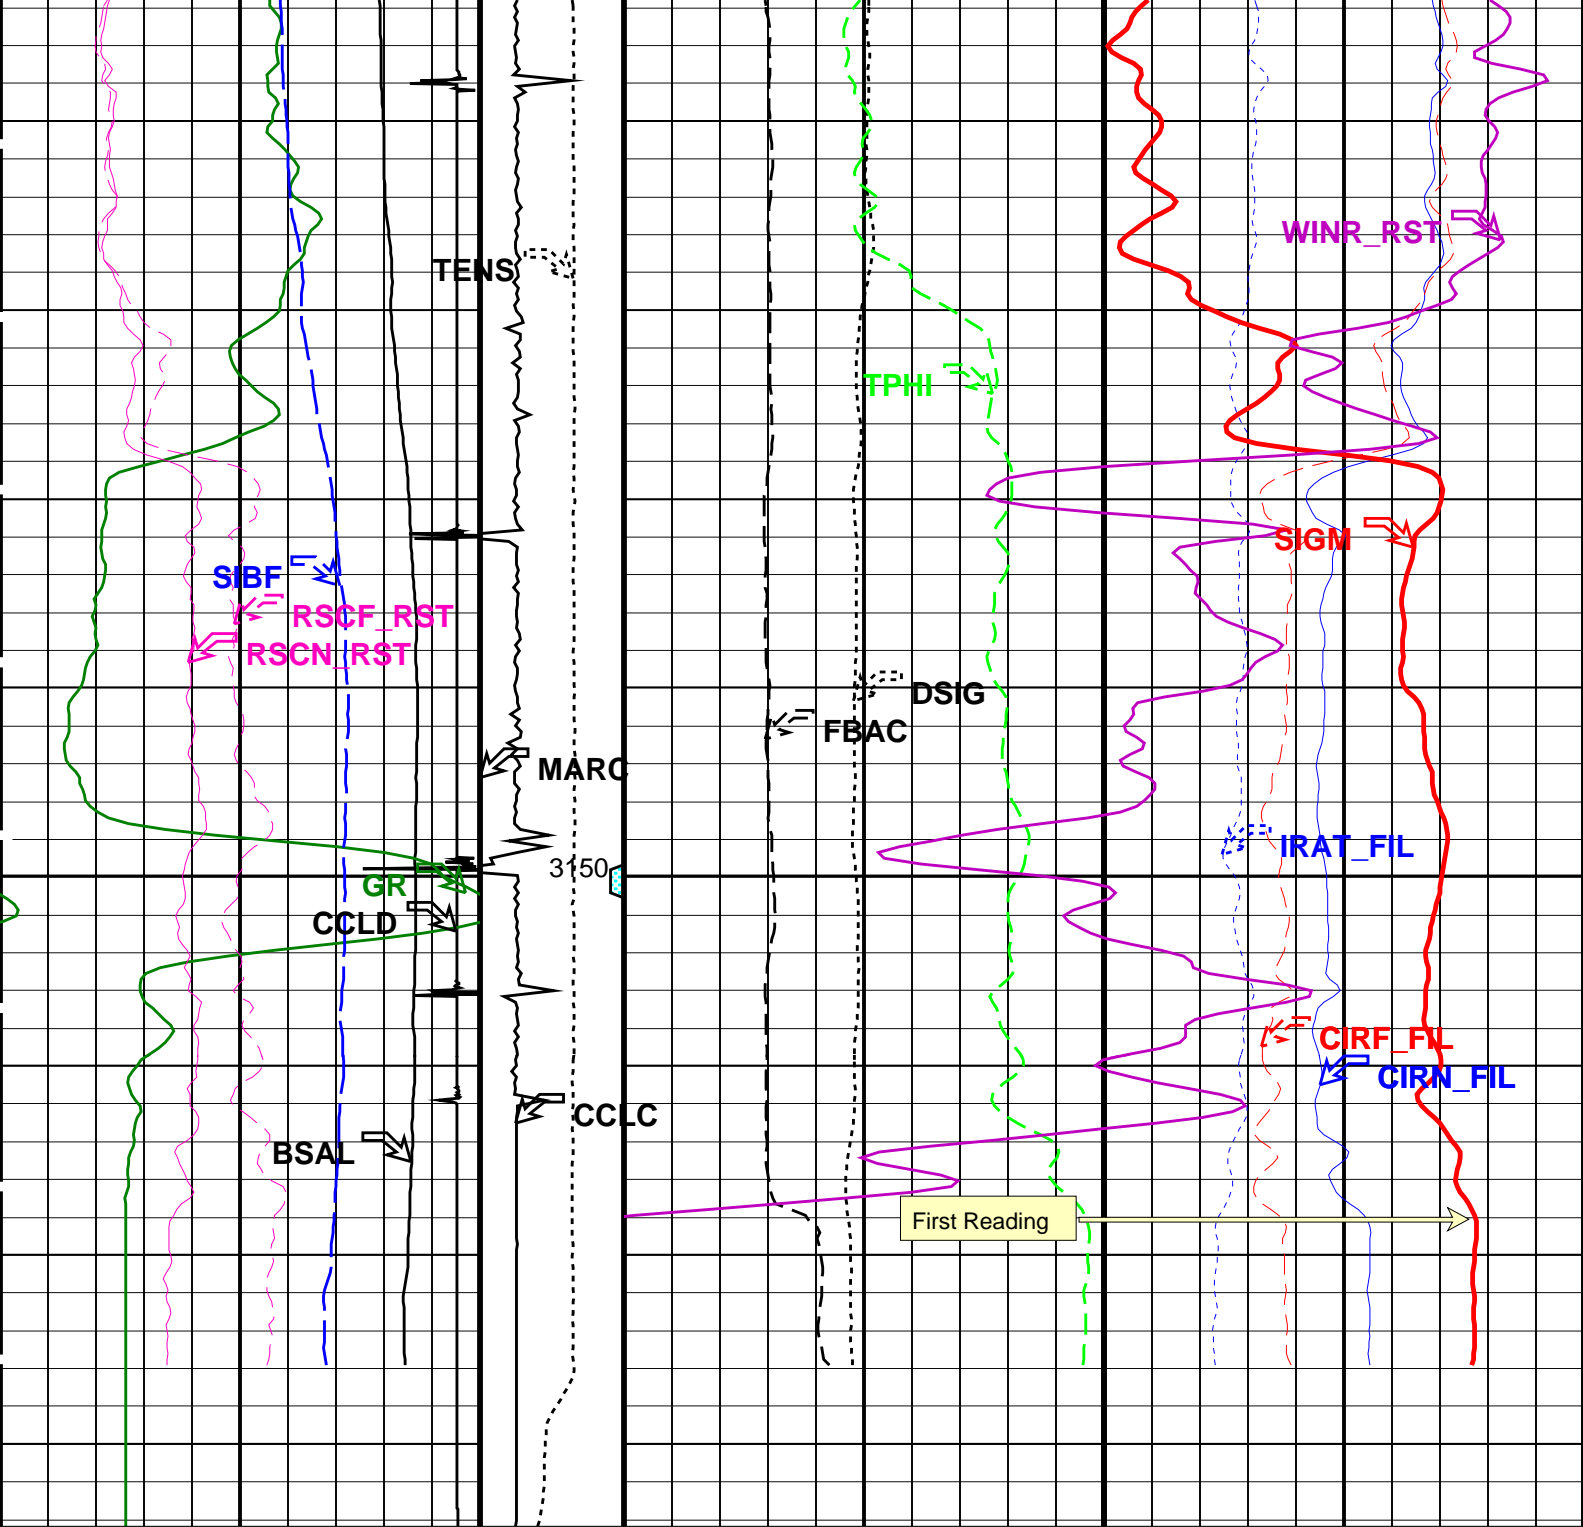 WINR_RST
TENS
TPHI
SIGM
SIBF
RSCF_RST
RSCN_RST
DSIG
FBAC
MARC
IRAT_FIL
3150
GR
CCLD
CIRF_FIL
CIRN_FIL
CCLC
BSAL
First Reading